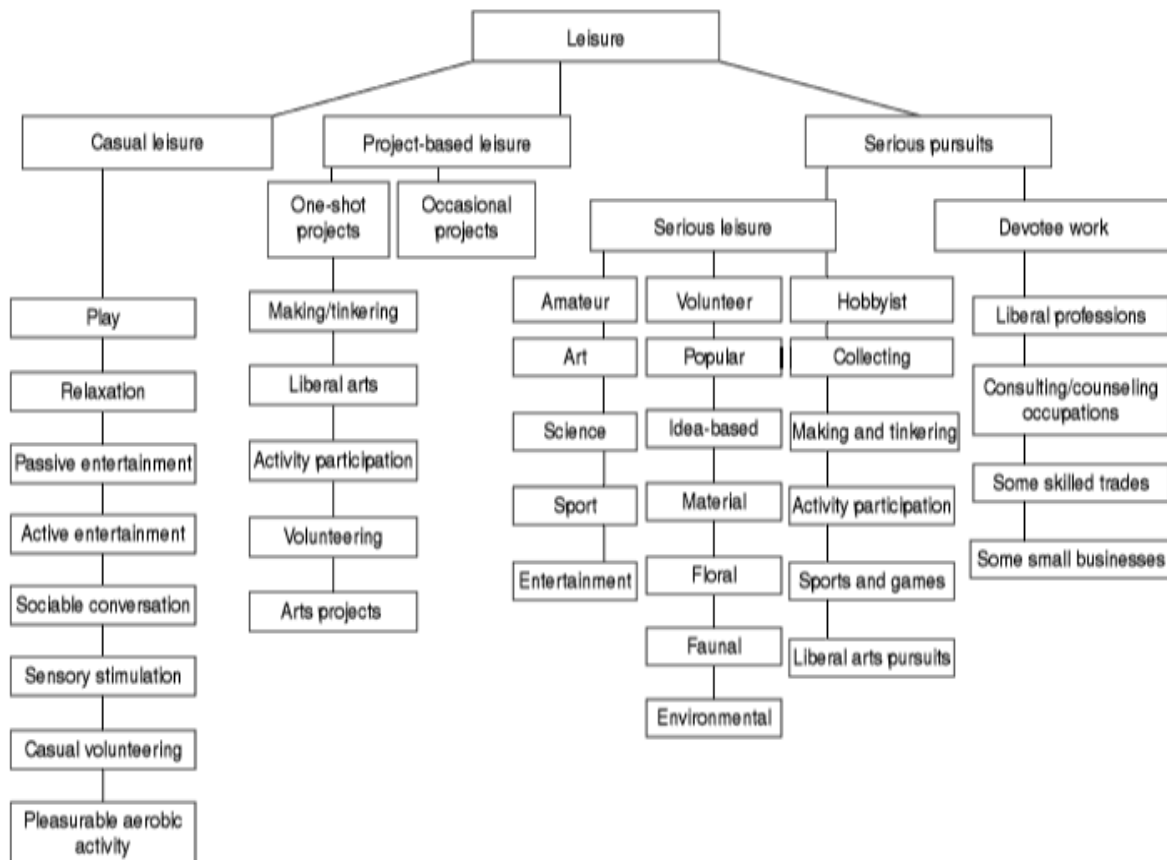 Leisure
Casual leisure
Project-based leisure
Serious pursuits
One-shot
projects
Occasional
projects
Serious leisure
Devotee work
Play
Relaxation
Passive entertainment
Active entertainment
Sociable conversation
Sensory stimulation
Casual volunteering
Pleasurable aerobic
activity
Making/tinkering
Liberal arts
Activity participation
Volunteering
Arts projects
Amateur
Art
Science
Sport
Entertainment
Volunteer
Popular
Idea-based
Material
Floral
Faunal
Environmental
Hobbyist
Collecting
Making and tinkering
Activity participation
Sports and games
Liberal arts pursuits
Liberal professions
Consulting/counseling
occupations
Some skilled trades
Some small businesses